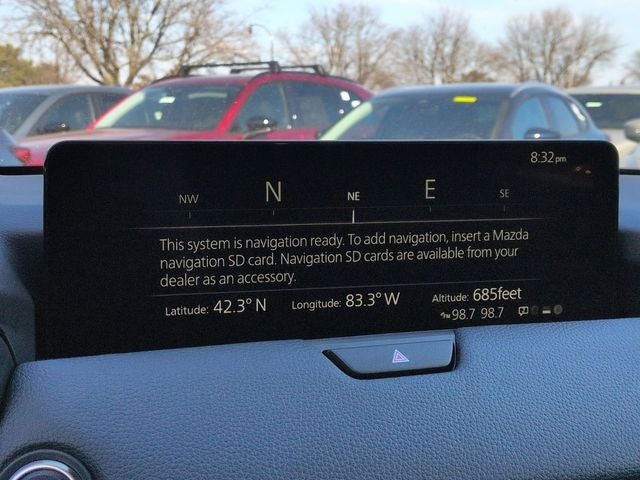 8:32pm
NW N NE E SE
This system is navigation ready. To add navigation, insert a Mazda
navigation SD card. Navigation SD cards are available from your
dealer as an accessory.
Latitude: 42.3° N Longitude: 83.3° W Altitude: 685feet
98.7 98.7